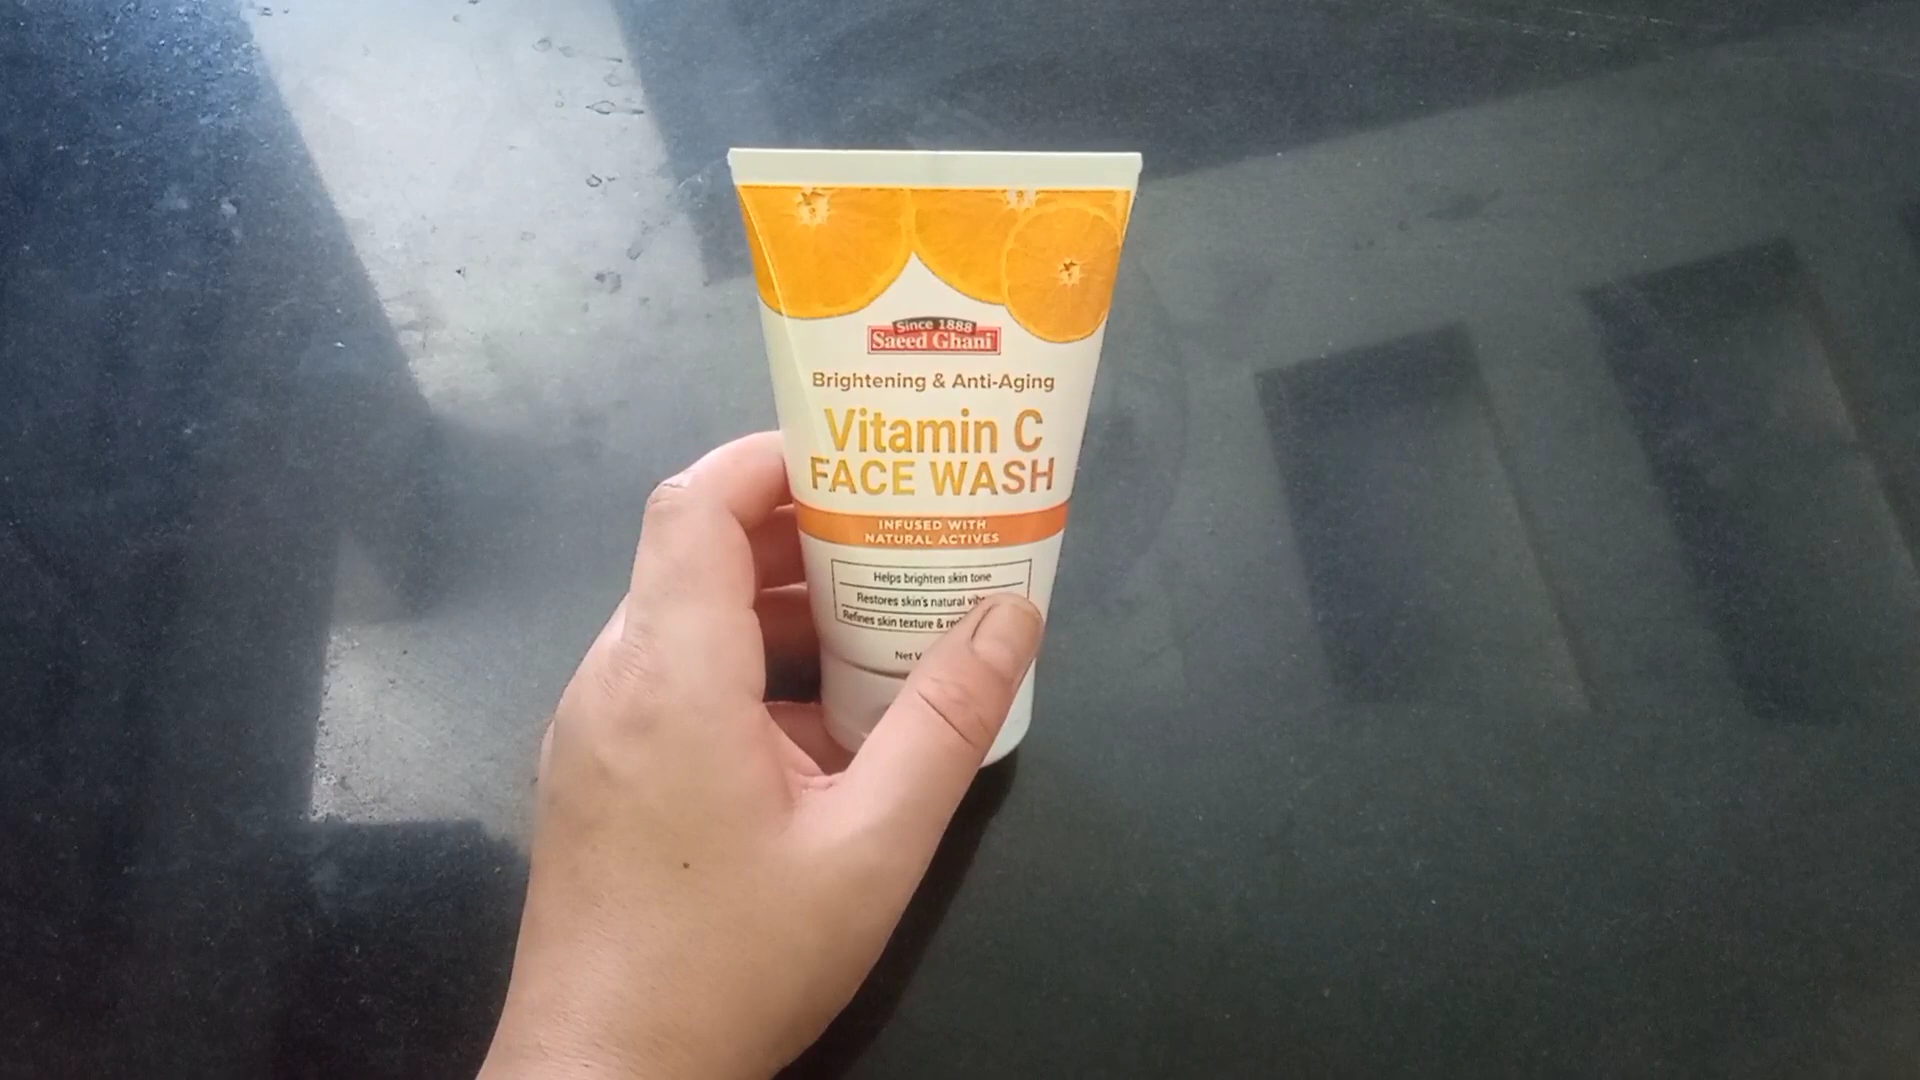 Since 1888
Saeed Ghani
Brightening & Anti-Aging
Vitamin C
FACE WASH
INFUSED WITH
NATURAL ACTIVES
Helps brighten skin tone
Restores skin's natural
Refines skin texture &
Net